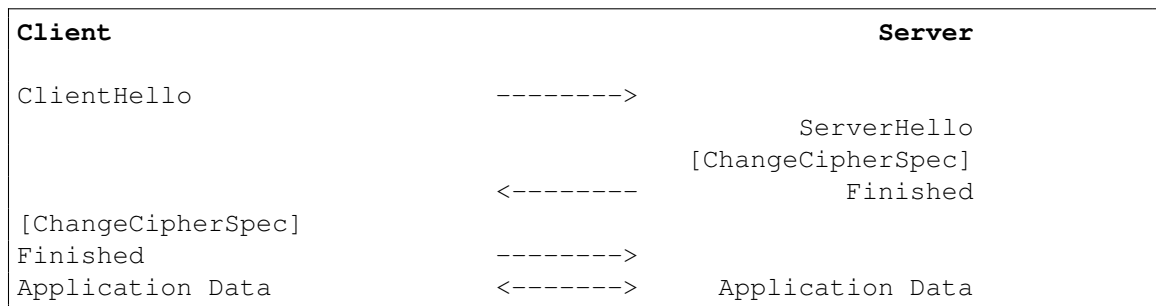 Client Server
ClientHello -------->
ServerHello
[ChangeCipherSpec]
<-------- Finished
[ChangeCipherSpec]
Finished -------->
Application Data <-------> Application Data